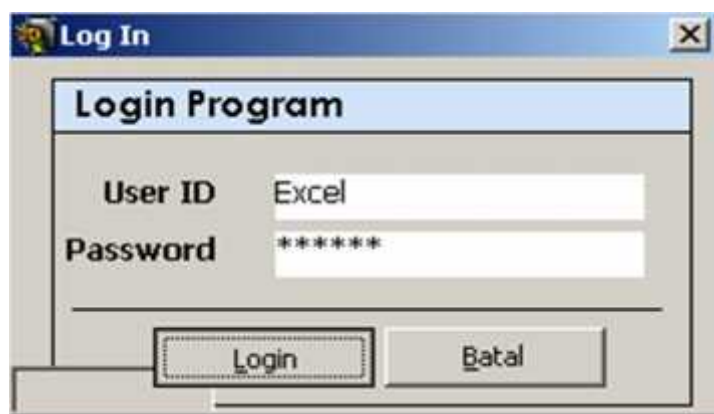 Log In
Login Program
User ID Excel
Password ******
Login Batal